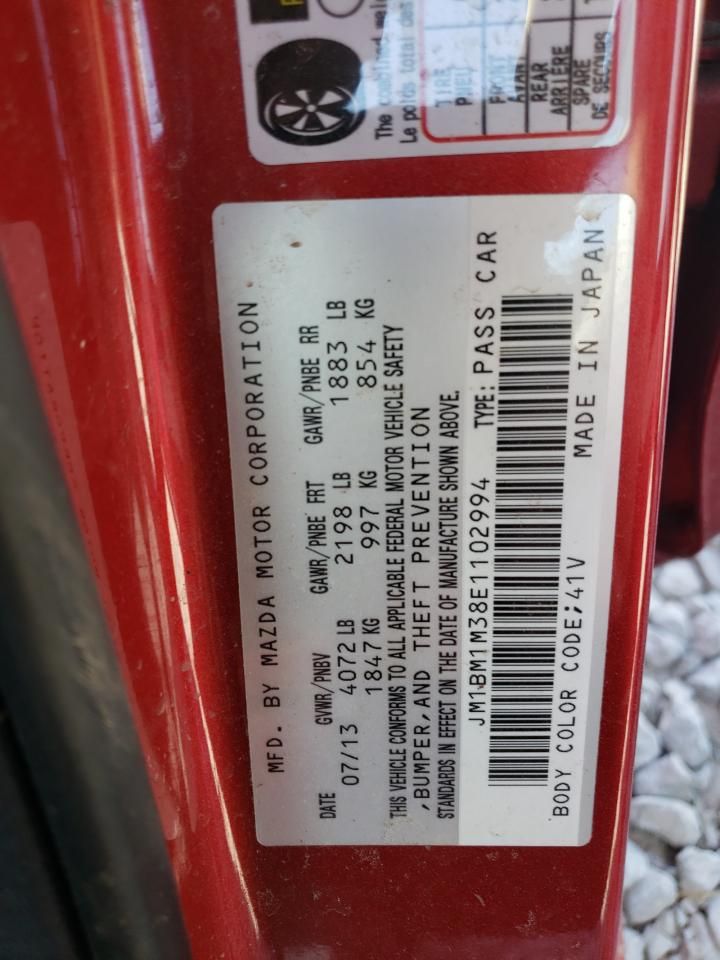 The combined
Le poids total des
TIRE
PNEU
FRONT
AVANT
REAR
ARRIERE
SPARE
DE SECOURS
MFD. BY MAZDA MOTOR CORPORATION
DATE GVWR/PNBV GAWR/PNBE FRT GAWR/PNBE RR
07/13 4072 LB 2198 LB 1883 LB
1847 KG 997 KG 854 KG
THIS VEHICLE CONFORMS TO ALL APPLICABLE FEDERAL MOTOR VEHICLE SAFETY
,BUMPER,AND THEFT PREVENTION
STANDARDS IN EFFECT ON THE DATE OF MANUFACTURE SHOWN ABOVE.
JM1BM1M38E1102994 TYPE: PASS CAR
BODY COLOR CODE;41V MADE IN JAPAN